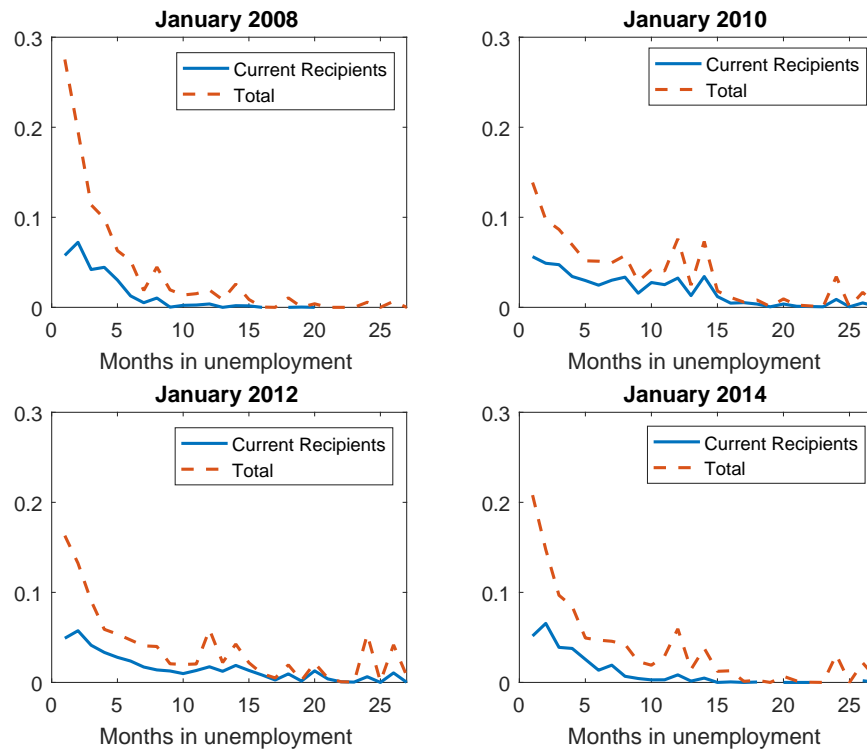 January 2008
0.3
0.2
0.1
0
Current Recipients
Total
0 5 10 15 20 25
Months in unemployment
January 2010
0.3
0.2
0.1
0
Current Recipients
Total
0 5 10 15 20 25
Months in unemployment
January 2012
0.3
0.2
0.1
0
Current Recipients
Total
0 5 10 15 20 25
Months in unemployment
January 2014
0.3
0.2
0.1
0
Current Recipients
Total
0 5 10 15 20 25
Months in unemployment